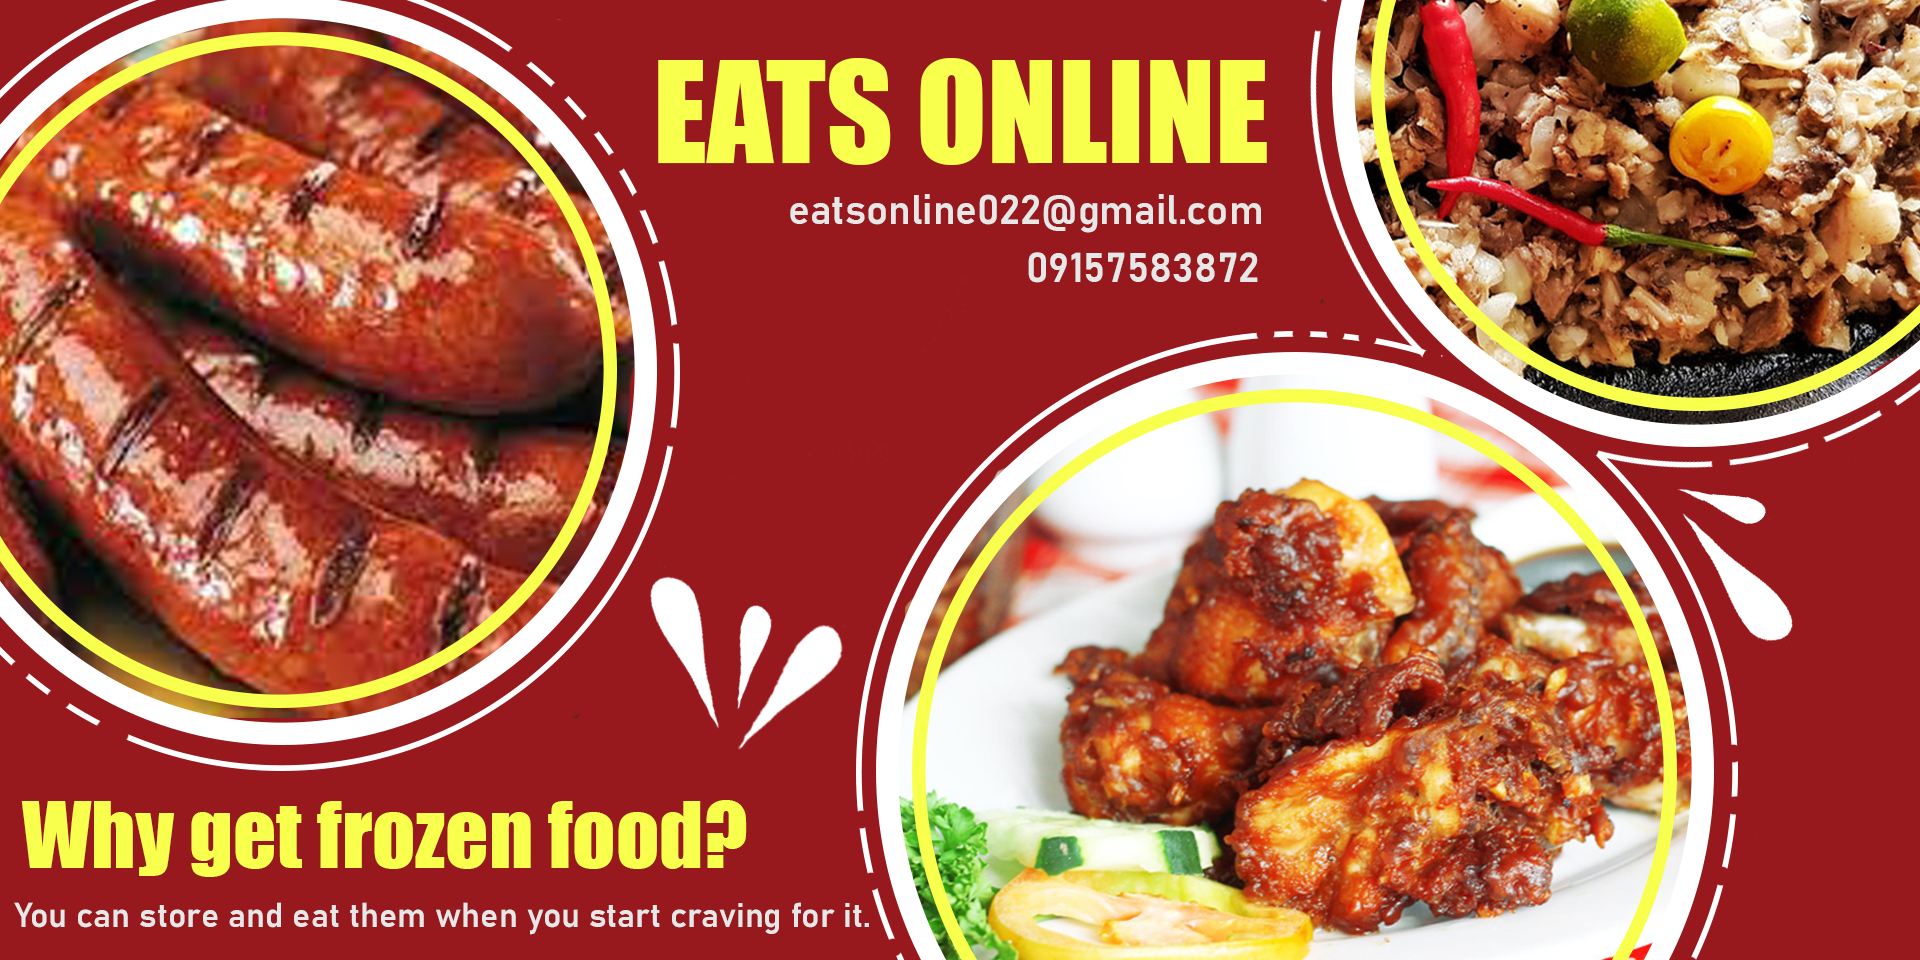 EATS ONLINE
eatsonline022@gmail.com
09157583872
Why get frozen food?
You can store and eat them when you start craving for it.